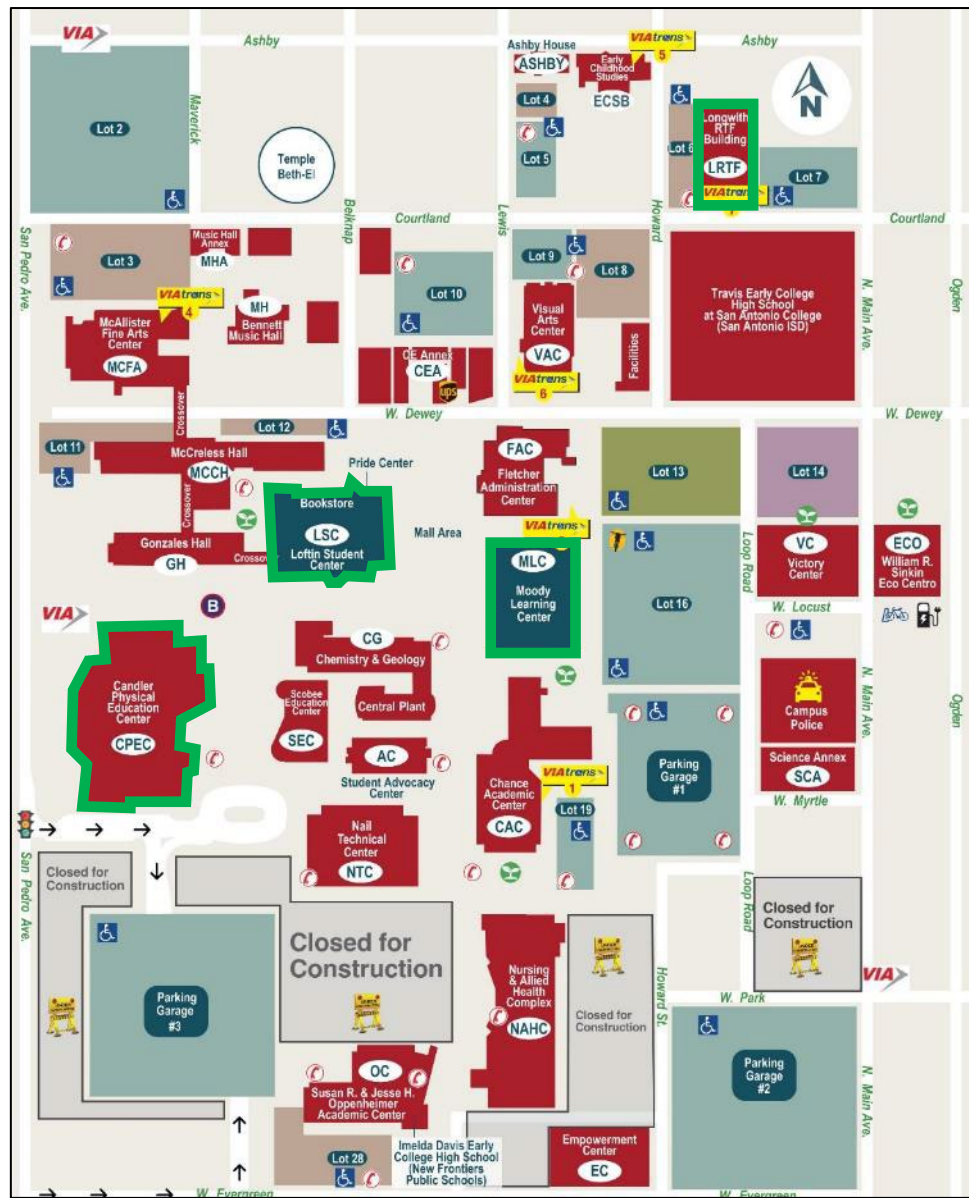 VIA
Ashby
Ashby House
ASHBY
Early
Childhood
Studies
ECSB
VIAtrans
5
Ashby
N
Lot 2
Maverick
Temple
Beth-El
Lot 4
Lot 5
Longwith
RTF
Building
LRTF
Lot 6
Lot 7
VIAtrans
San Pedro Ave.
Belknap
Courtland
Lewis
Howard
Courtland
Lot 3
Music Hall
Annex
MHA
MH
Bennett
Music Hall
VIAtrans
4
McAllister
Fine Arts
Center
MCFA
Lot 10
CE Annex
CEA
ups
Lot 9
Lot 8
Visual
Arts
Center
VAC
VIAtrans
6
Facilities
Travis Early College
High School
at San Antonio College
(San Antonio ISD)
N. Main Ave.
Ogden
Crossover
W. Dewey
W. Dewey
Lot 11
Lot 12
McCreless Hall
MCCH
Crossover
Gonzales Hall
GH
Crossover
Pride Center
Bookstore
LSC
Loftin Student
Center
Mall Area
FAC
Fletcher
Administration
Center
VIAtrans
MLC
Moody
Learning
Center
Lot 13
Lot 14
Lot 16
Loop Road
VC
Victory
Center
ECO
William R.
Sinkin
Eco Centro
W. Locust
VIA
B
Candler
Physical
Education
Center
CPEC
CG
Chemistry & Geology
Scobee
Education
Center
SEC
Central Plant
AC
Student Advocacy
Center
Nail
Technical
Center
NTC
Chance
Academic
Center
CAC
VIAtrans
1
Lot 19
Parking
Garage
#1
Campus
Police
Science Annex
SCA
W. Myrtle
N. Main Ave.
Ogden
San Pedro Ave.
Closed for
Construction
Parking
Garage
#3
Closed for
Construction
Nursing
& Allied
Health
Complex
NAHC
Closed for
Construction
Howard St.
Loop Road
Closed for
Construction
VIA
W. Park
Parking
Garage
#2
N. Main Ave.
OC
Susan R. & Jesse H.
Oppenheimer
Academic Center
Imelda Davis Early
College High School
(New Frontiers
Public Schools)
Lot 28
Empowerment
Center
EC
W. Evergreen
W. Evergreen